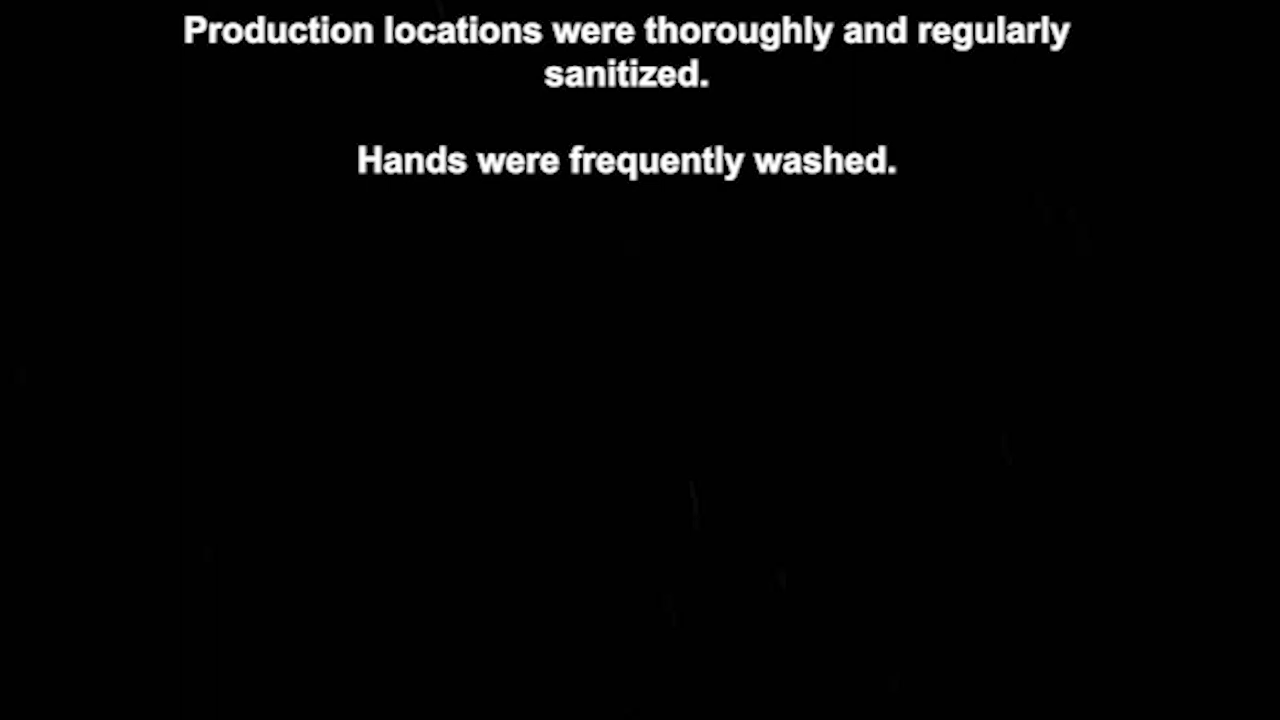 Production locations were thoroughly and regularly
sanitized.
Hands were frequently washed.